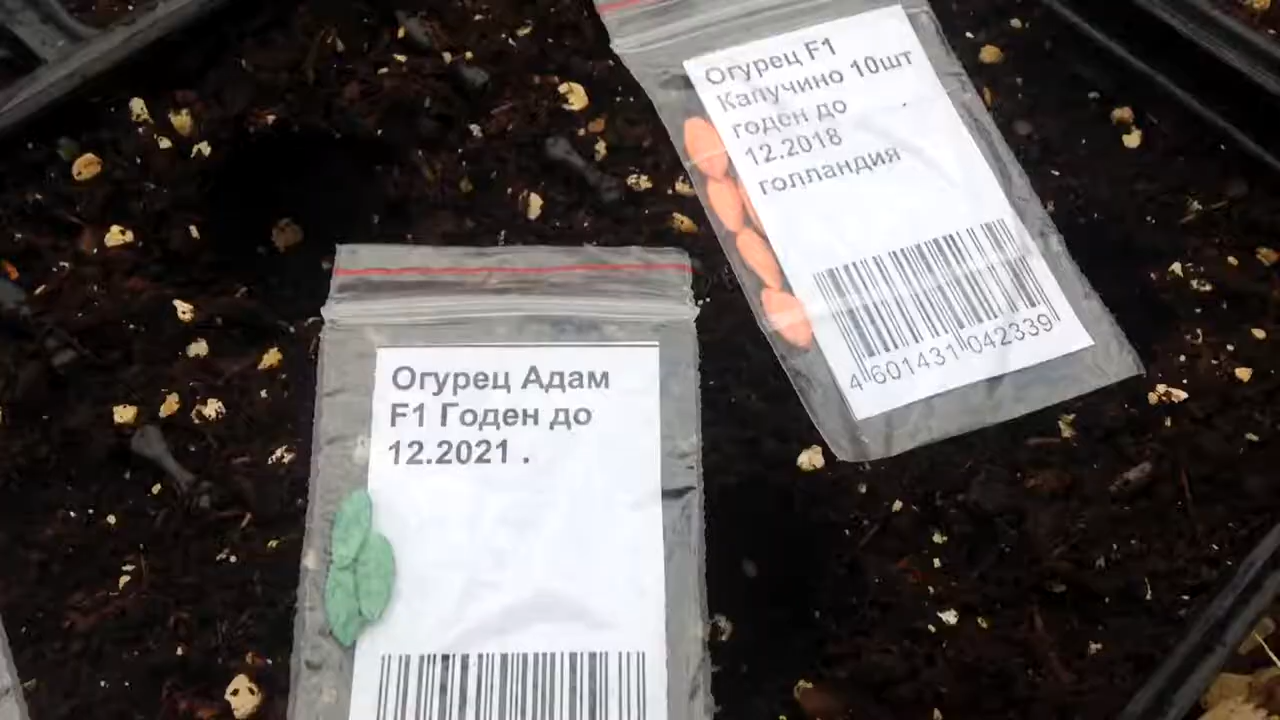 Огурец F1
Капучино 10шт
годен до
12.2018
голландия
4 601431 042339
Огурец Адам
F1 Годен до
12.2021 .